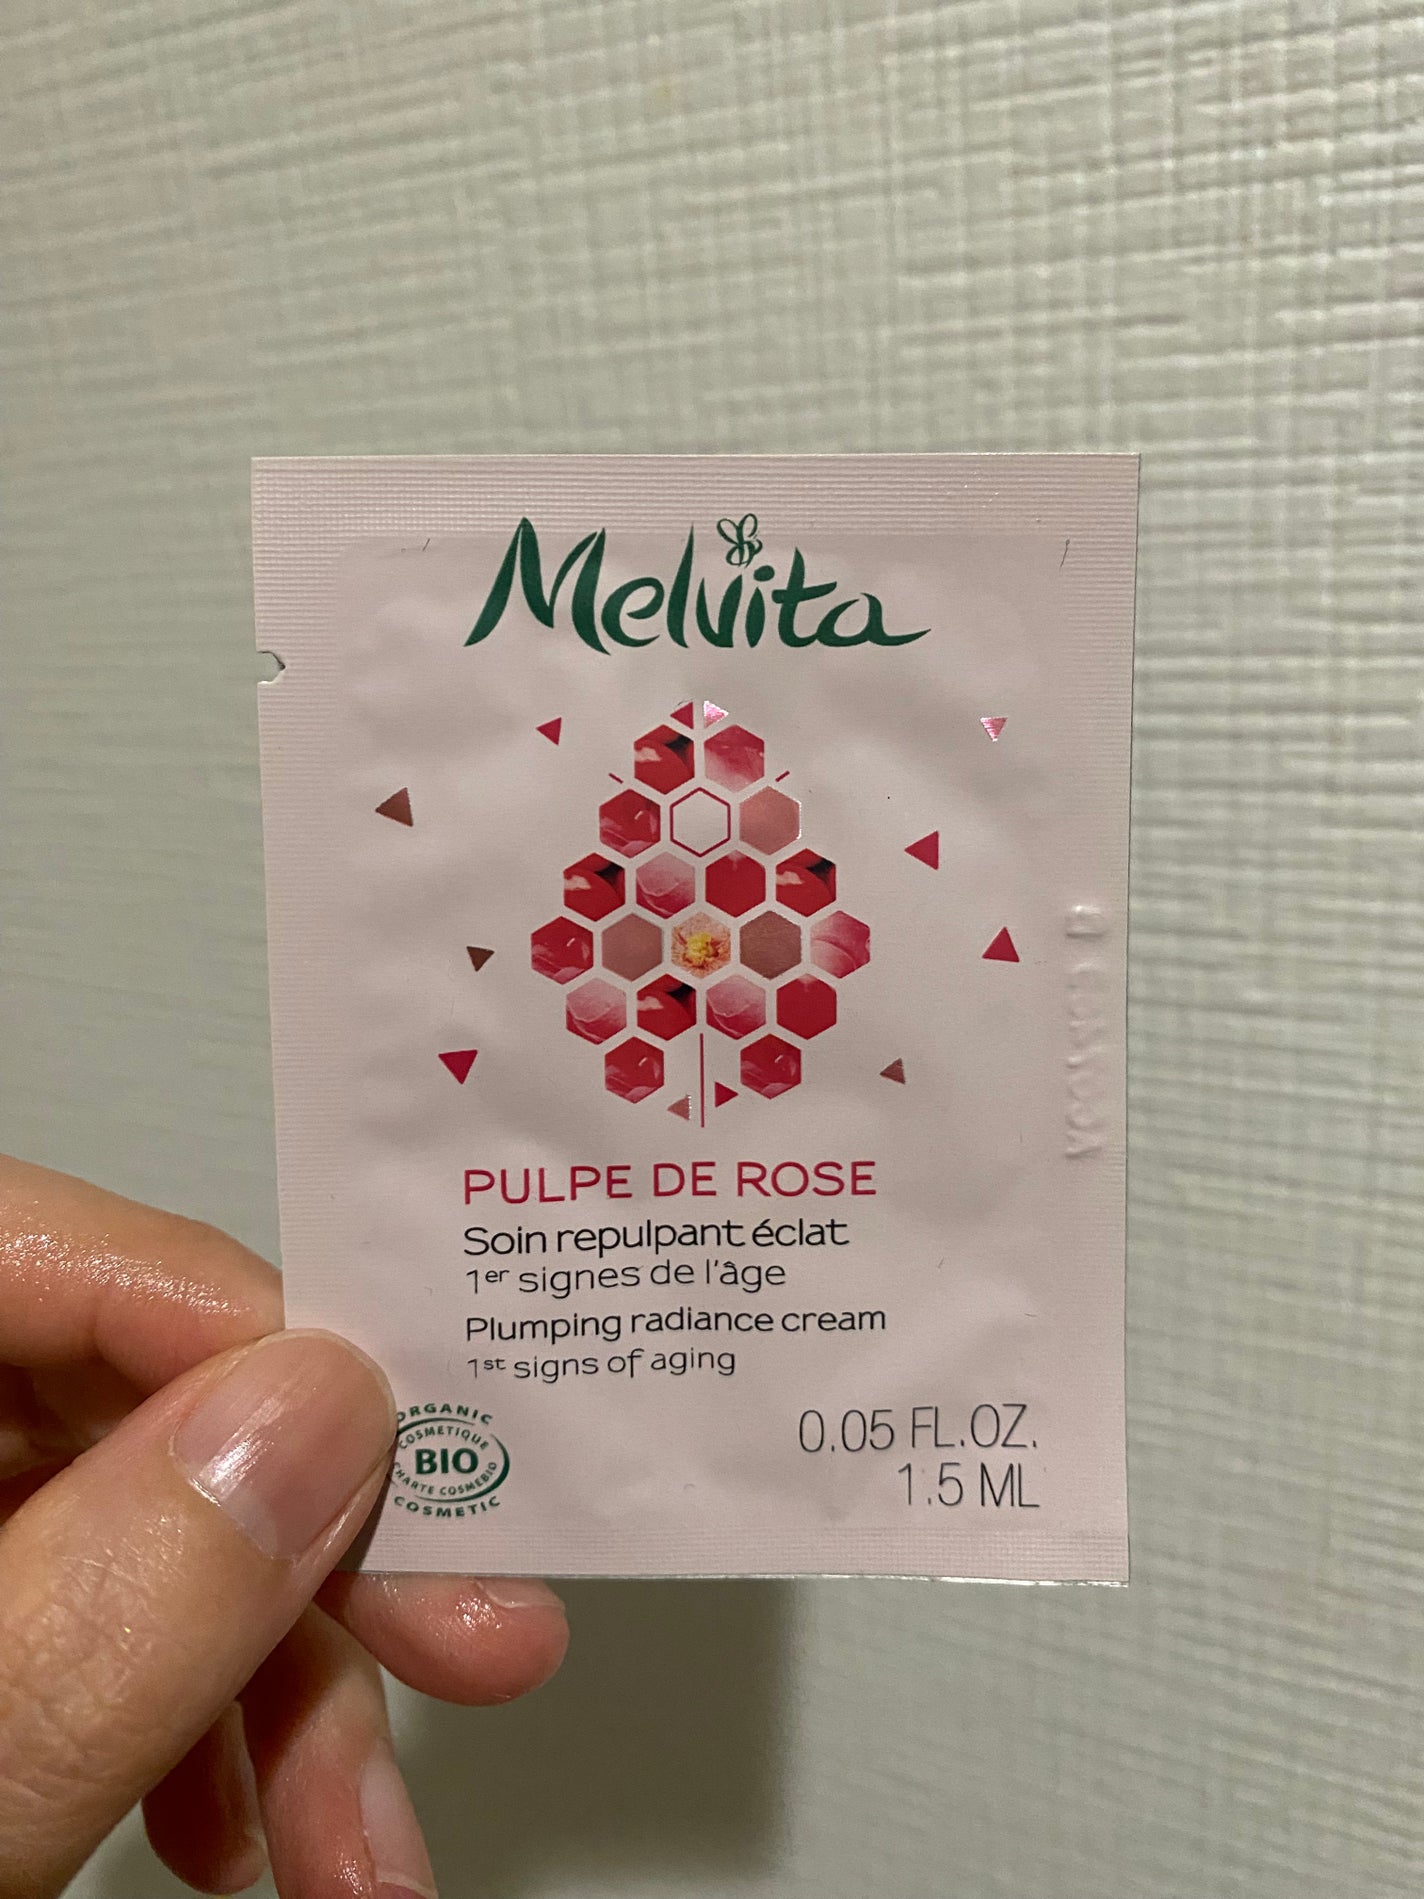 Melvita
PULPE DE ROSE
Soin repulpant éclat
1er signes de l'âge
Plumping radiance cream
1st signs of aging
ORGANIC
COSMETIQUE
BIO
CHARTE COSMEBIO
COSMETIC
0.05 FL.OZ.
1.5 ML